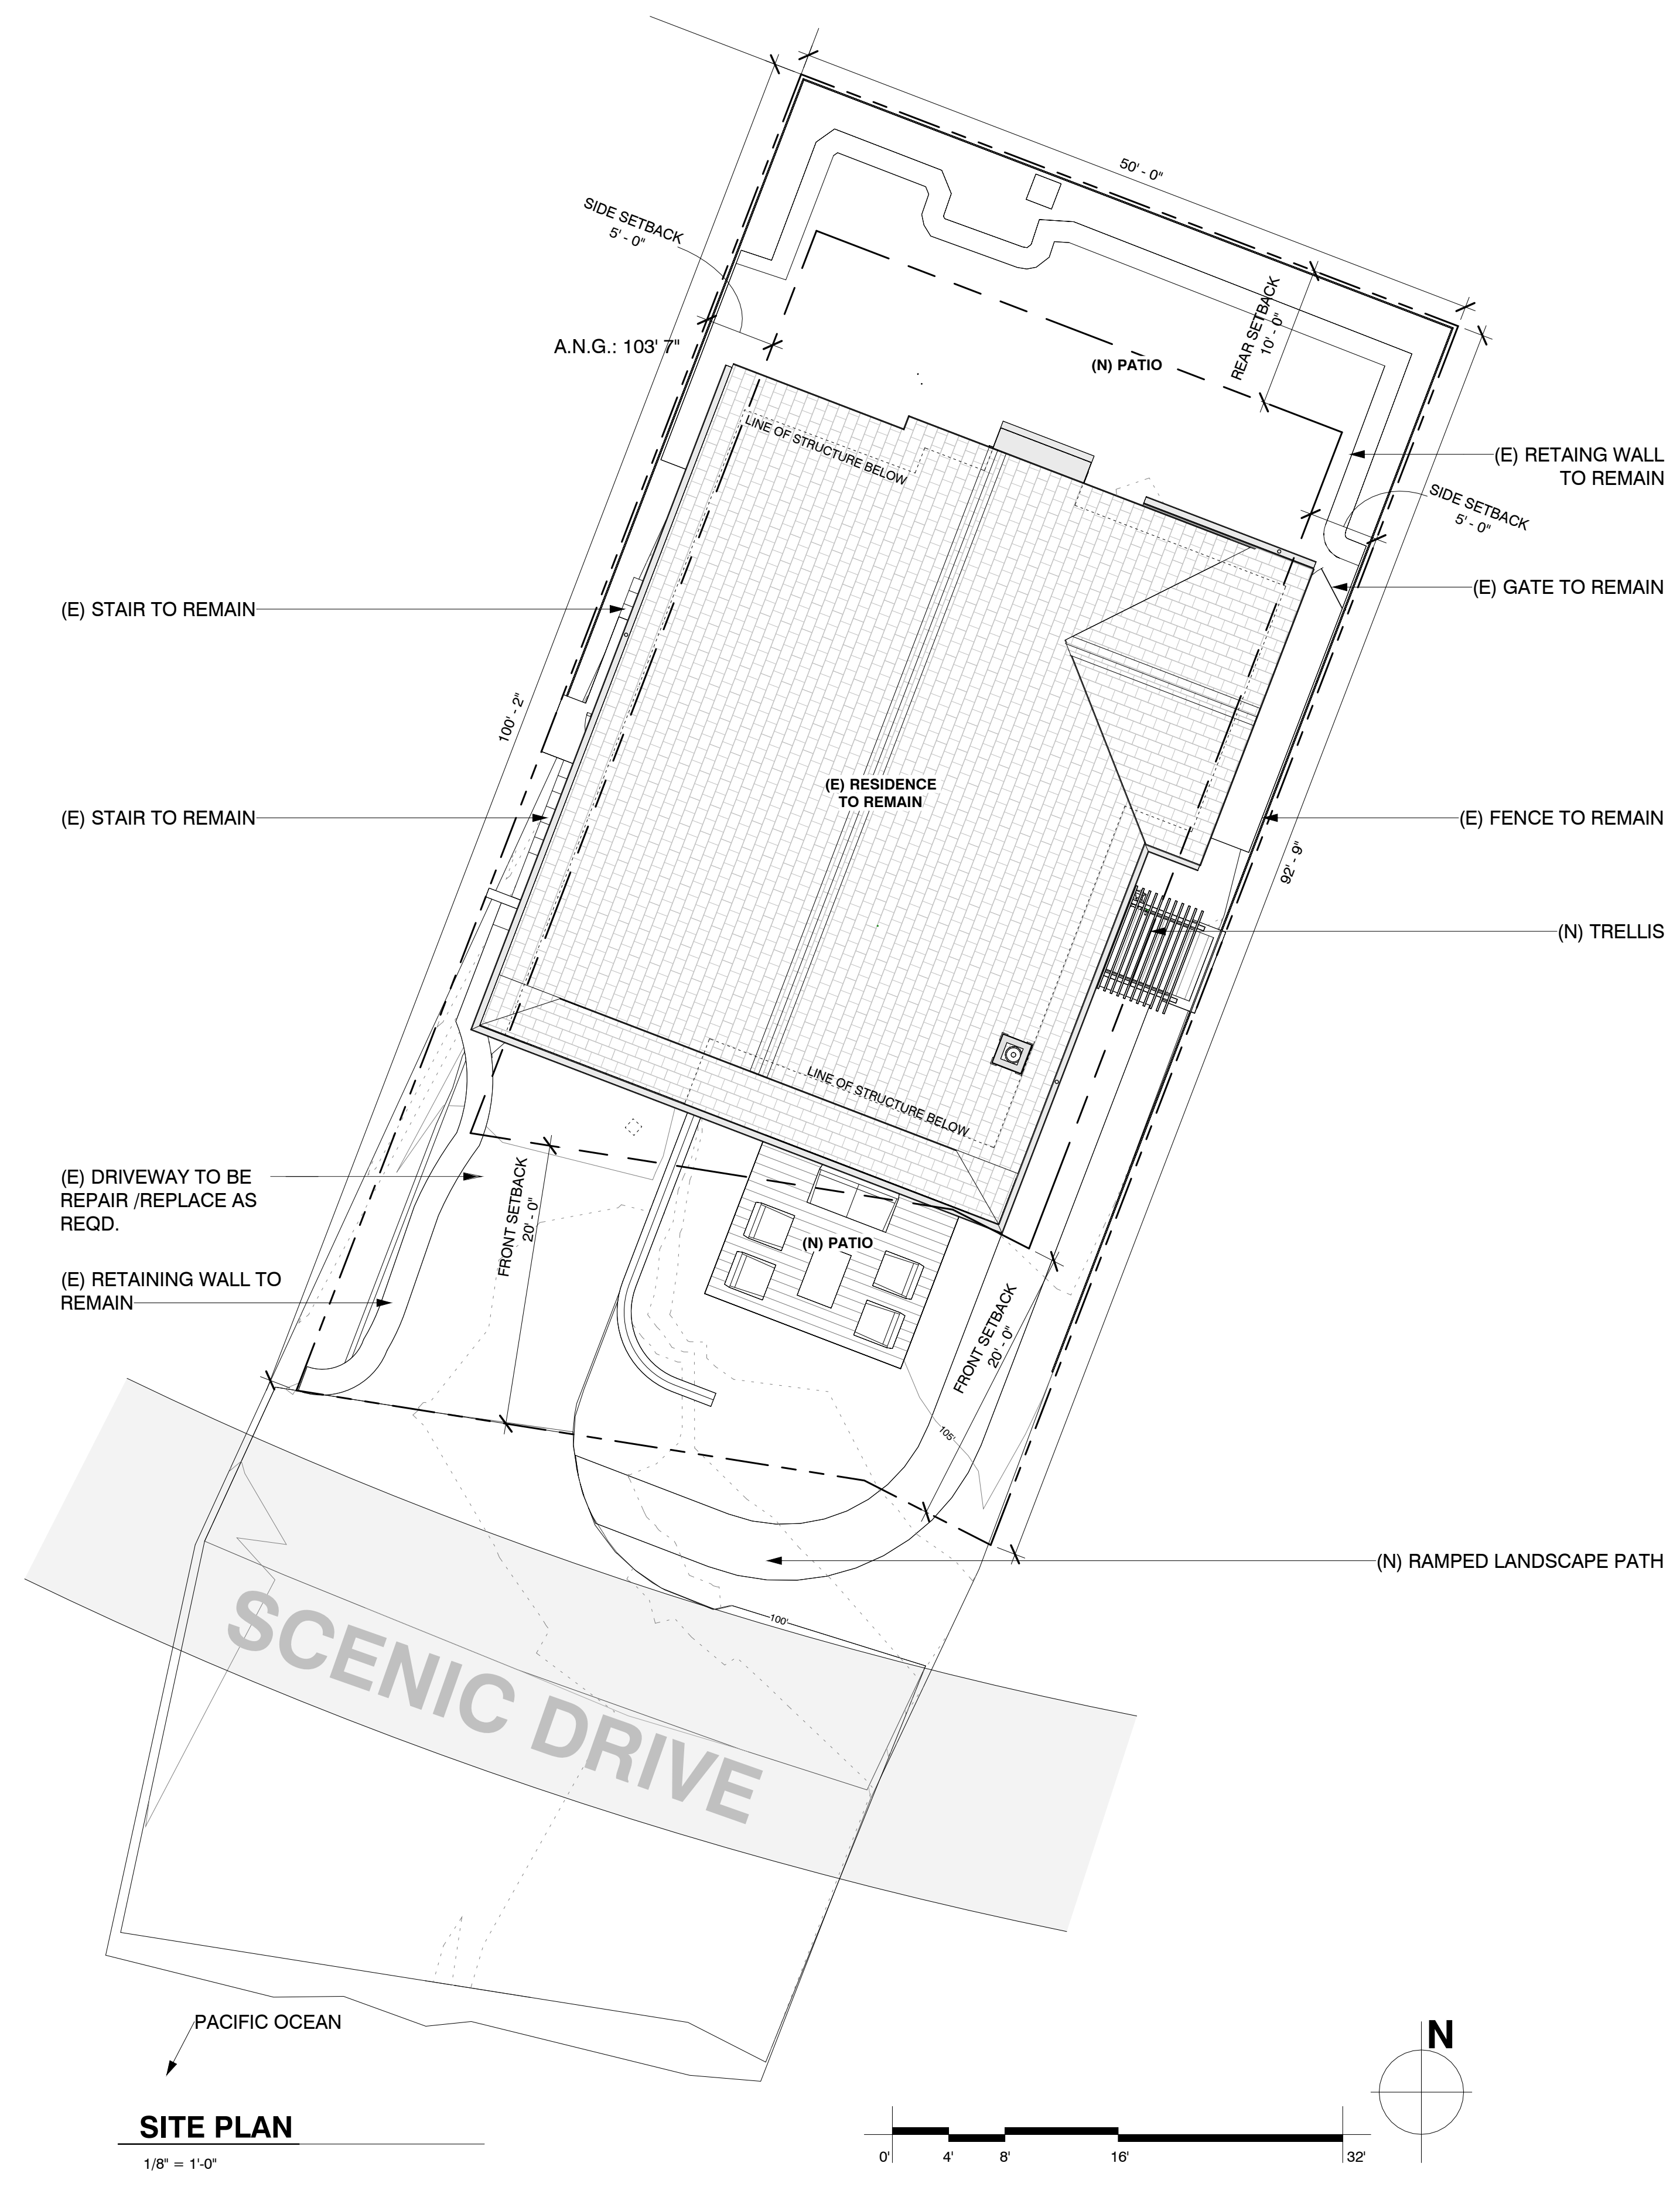 50' - 0"
SIDE SETBACK
5' - 0"
REAR SETBACK
10' - 0"
A.N.G.: 103' 7"
(N) PATIO
LINE OF STRUCTURE BELOW
(E) RETAING WALL
TO REMAIN
SIDE SETBACK
5' - 0"
(E) GATE TO REMAIN
(E) STAIR TO REMAIN
100' - 2"
(E) RESIDENCE
TO REMAIN
(E) STAIR TO REMAIN
(E) FENCE TO REMAIN
92' - 9"
(N) TRELLIS
LINE OF STRUCTURE BELOW
(E) DRIVEWAY TO BE
REPAIR /REPLACE AS
REQD.
FRONT SETBACK
20' - 0"
(N) PATIO
(E) RETAINING WALL TO
REMAIN
FRONT SETBACK
20' - 0"
105'
(N) RAMPED LANDSCAPE PATH
100'
SCENIC DRIVE
PACIFIC OCEAN
N
SITE PLAN
1/8" = 1'-0"
0' 4' 8' 16' 32'